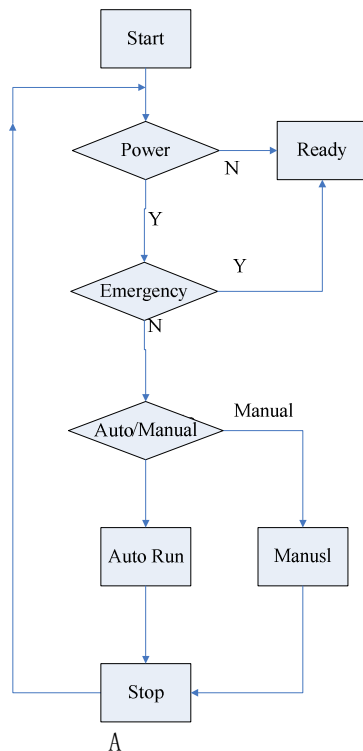 Start
Power
N
Ready
Y
Y
Emergency
N
Manual
Auto/Manual
Auto Run
Manusl
Stop
A